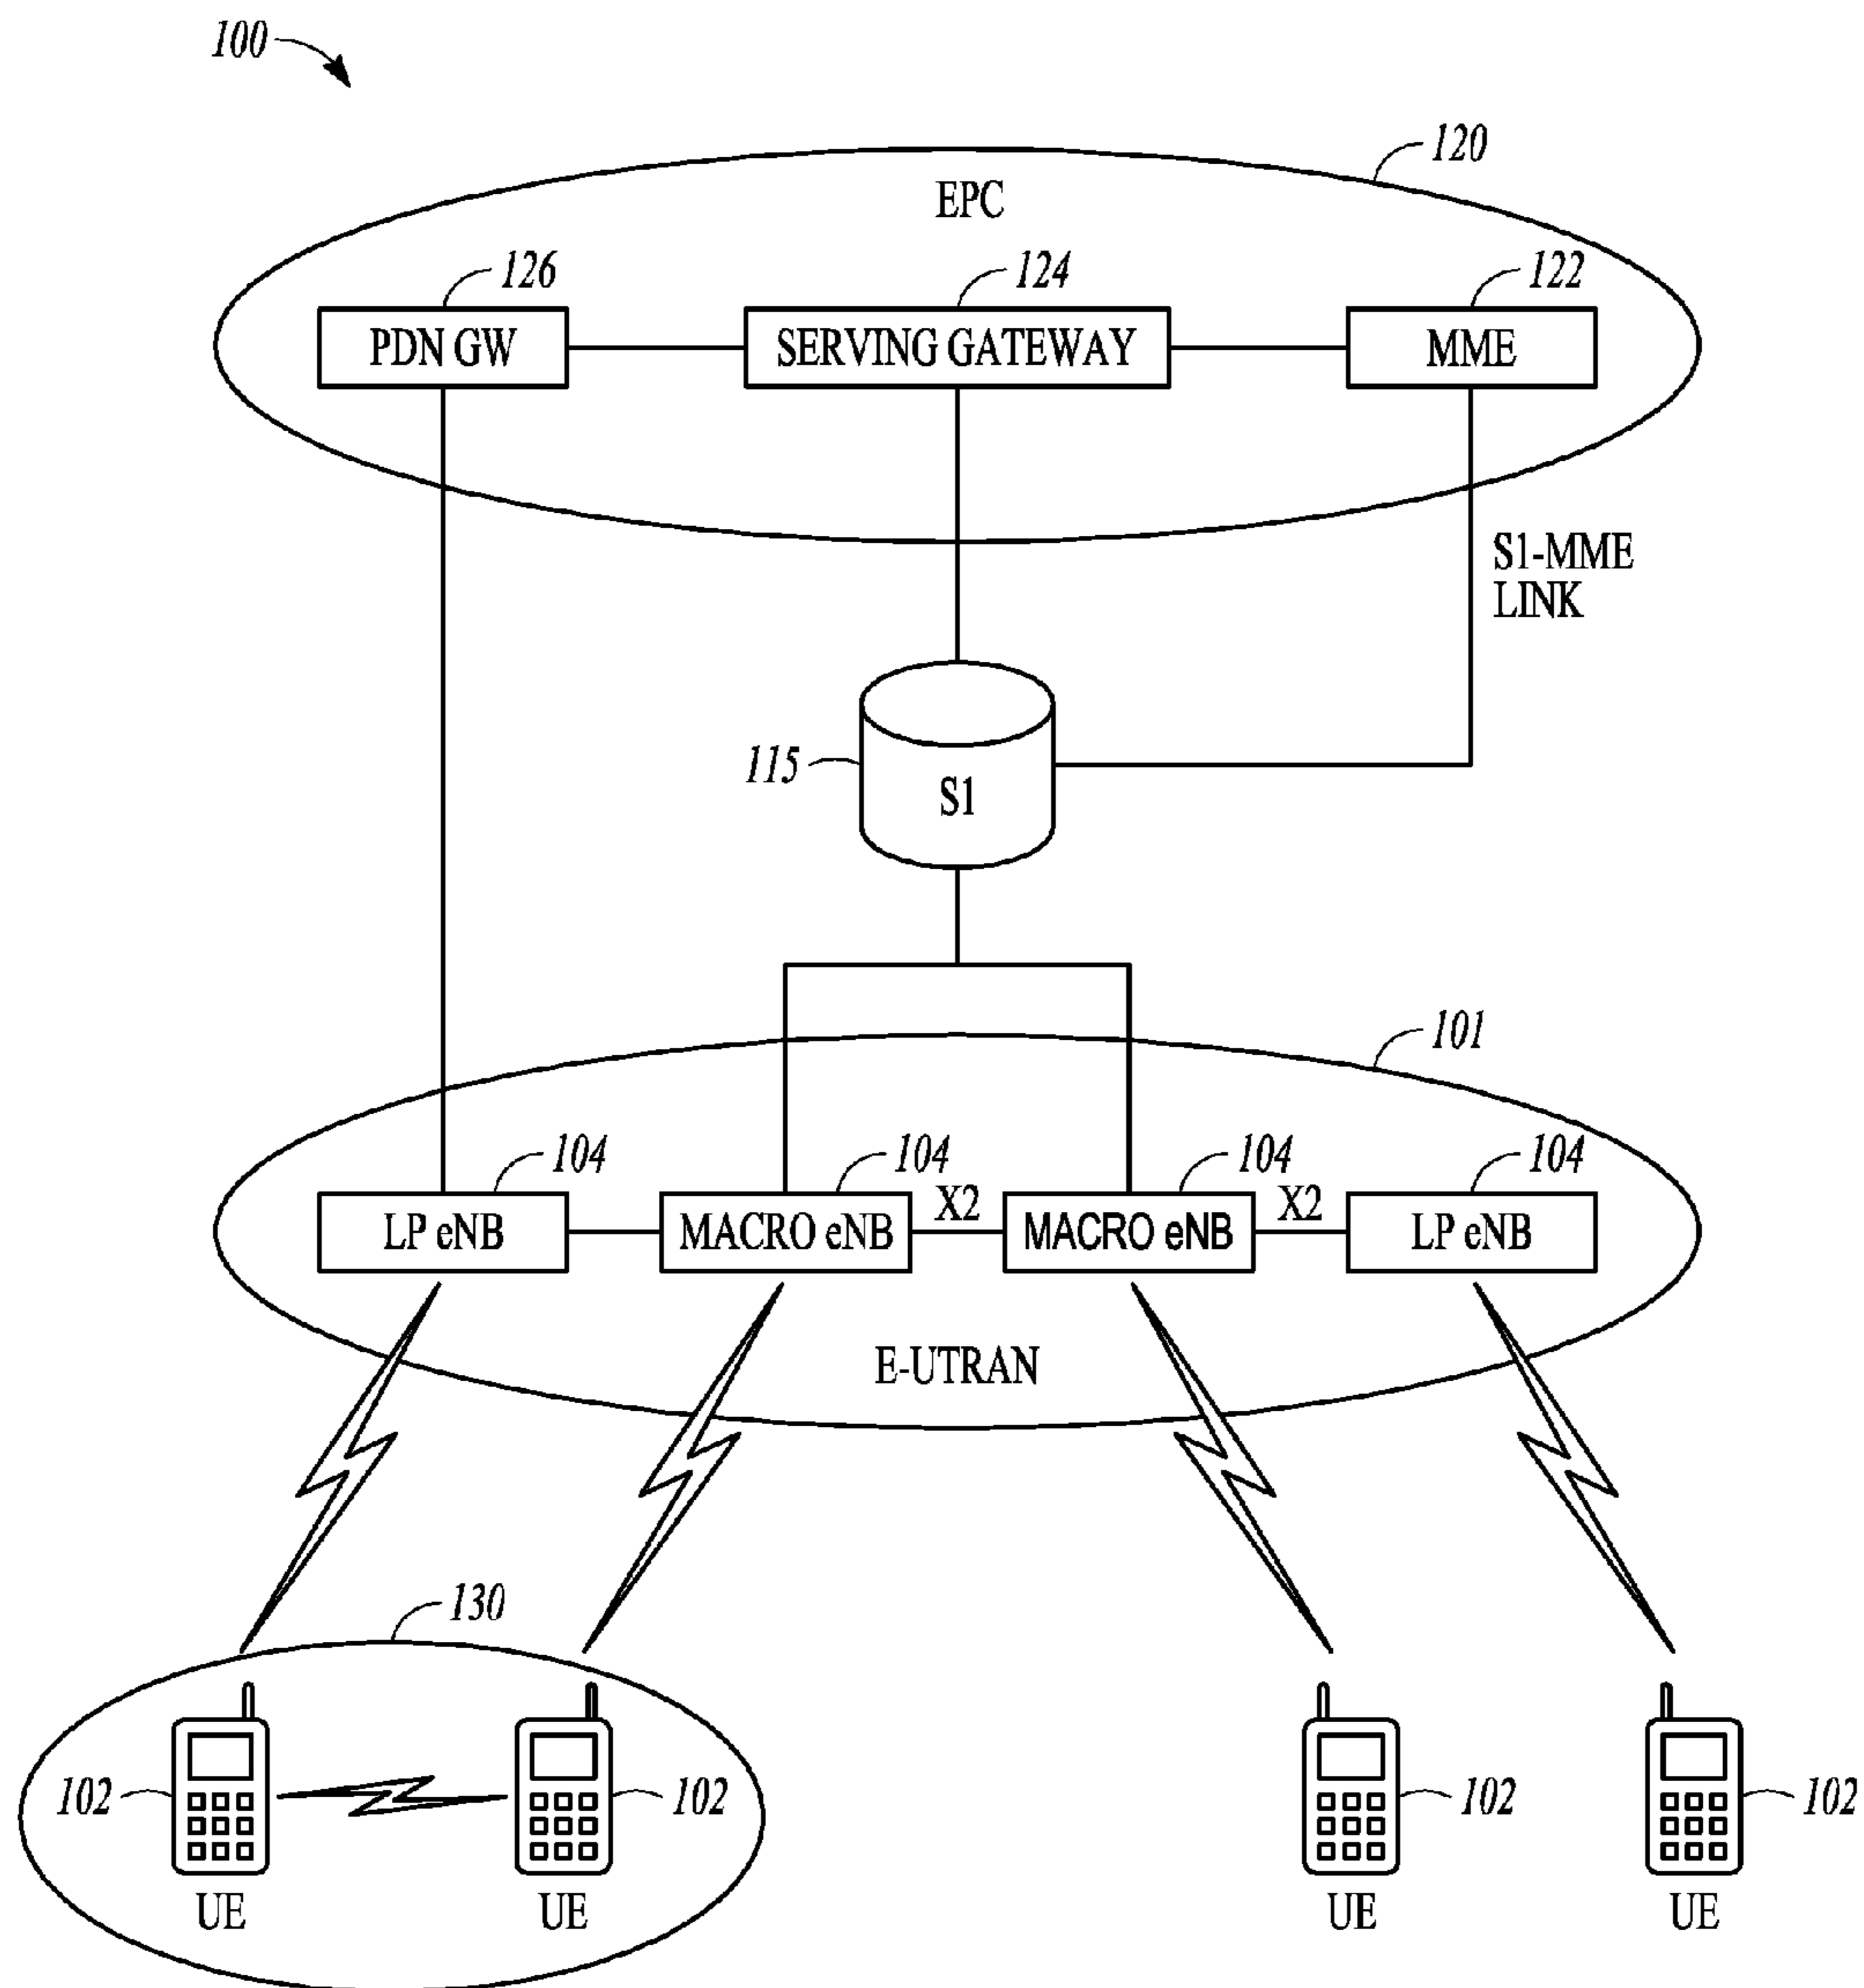 100
120
EPC
126
124
122
PDN GW
SERVING GATEWAY
MME
S1-MME
LINK
115
S1
101
104
104
104
104
X2
X2
LP eNB
MACRO eNB
MACRO eNB
LP eNB
E-UTRAN
130
102
102
102
102
UE
UE
UE
UE